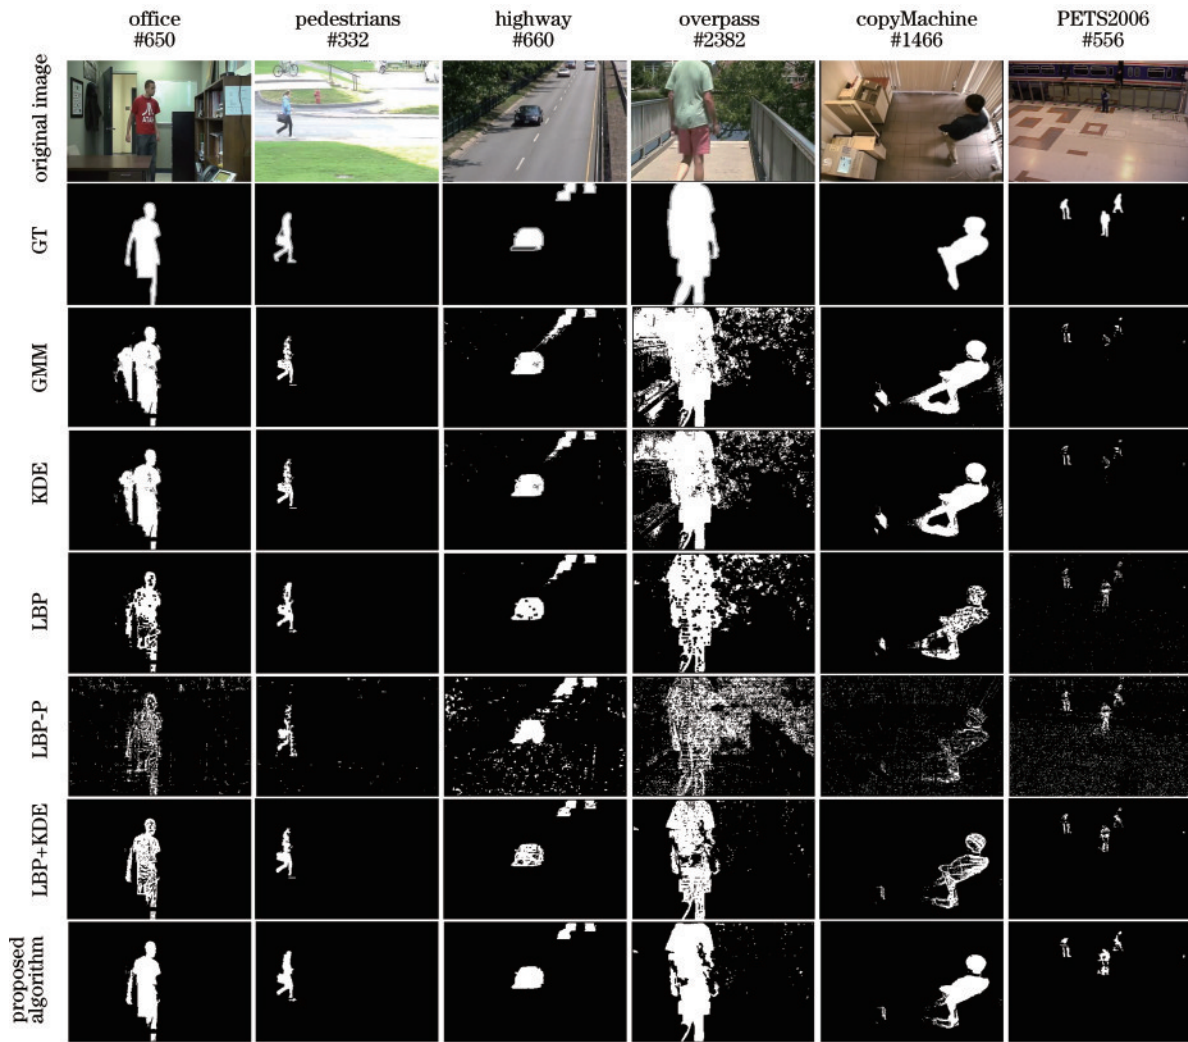 office
#650
pedestrians
#332
highway
#660
overpass
#2382
copyMachine
#1466
PETS2006
#556
original image
GT
GMM
KDE
LBP
LBP-P
LBP+KDE
proposed
algorithm